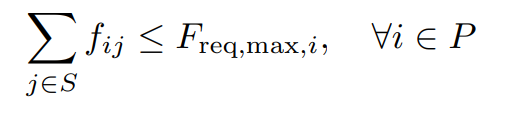 ∑_{j∈S} f_{ij} ≤ F_{req,max,i}, ∀i ∈ P